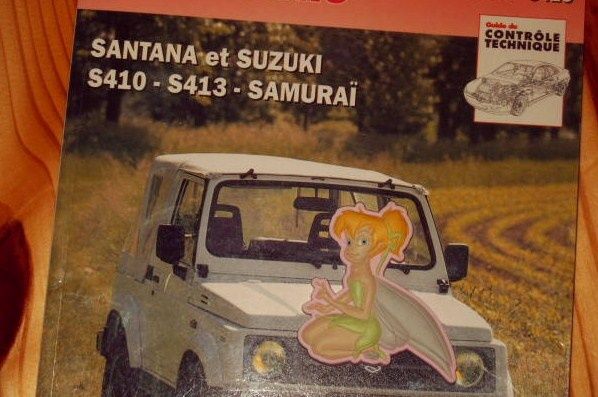 Guide du
CONTRÔLE
TECHNIQUE
SANTANA et SUZUKI
S410 - S413 - SAMURAÏ